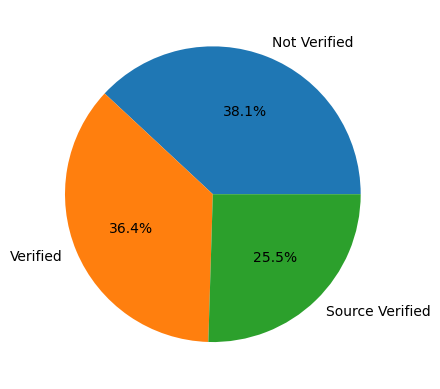 Not Verified
38.1%
36.4%
Verified
25.5%
Source Verified